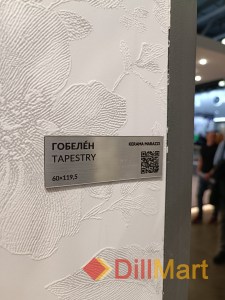 ГОБЕЛЁН
TAPESTRY
KERAMA MARAZZI
60×119,5
DillMart